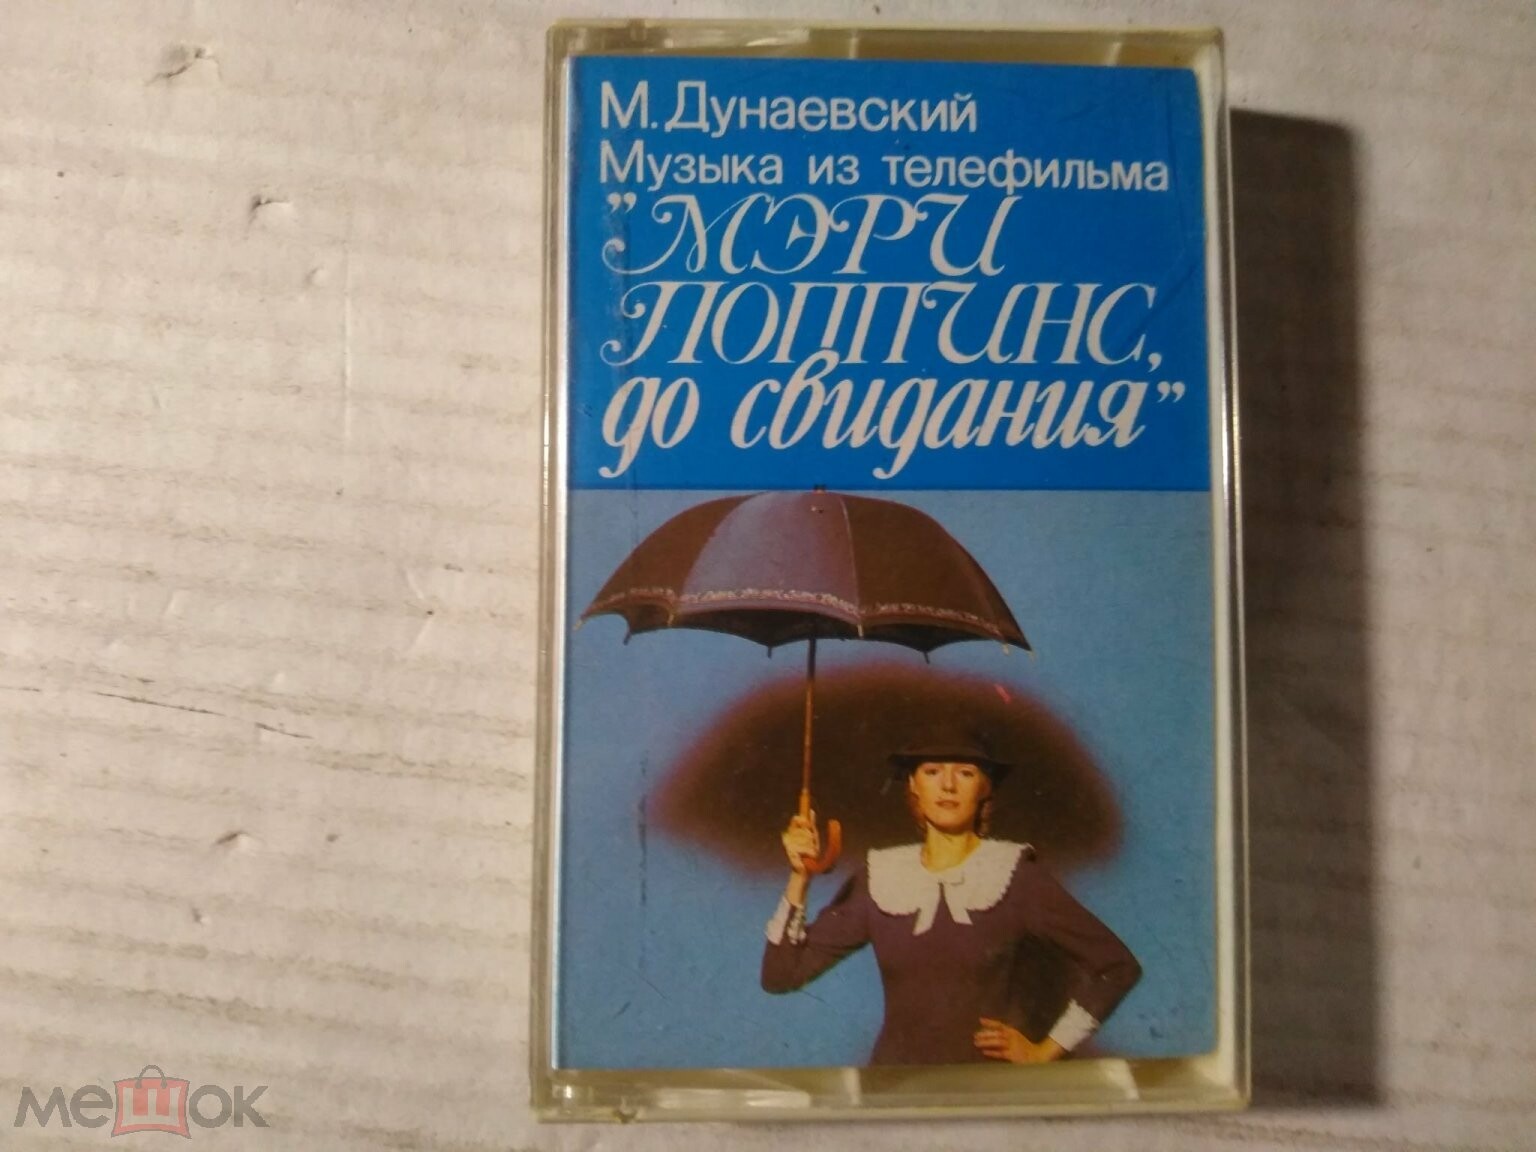 М. Дунаевский
Музыка из телефильма
"МЭРИ
ПОППИНС,
до свидания"
мешок